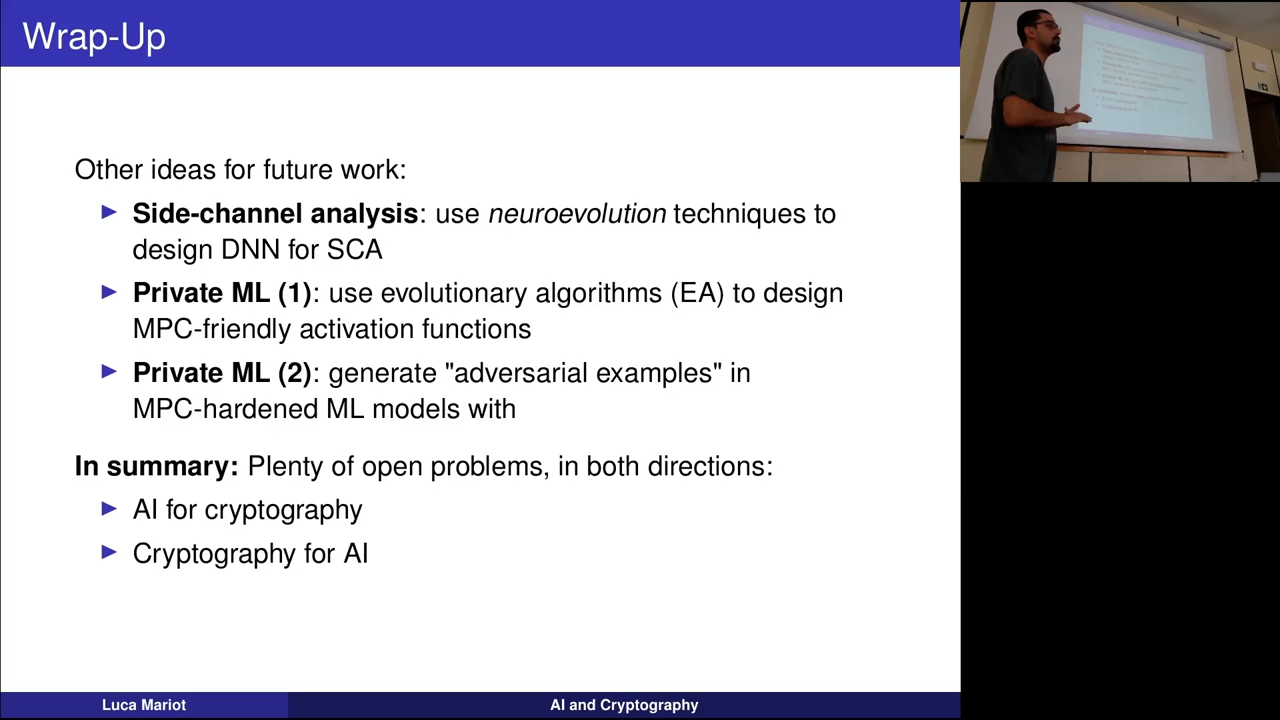 Wrap-Up
Other ideas for future work:
Side-channel analysis: use neuroevolution techniques to
design DNN for SCA
Private ML (1): use evolutionary algorithms (EA) to design
MPC-friendly activation functions
Private ML (2): generate "adversarial examples" in
MPC-hardened ML models with
In summary: Plenty of open problems, in both directions:
AI for cryptography
Cryptography for AI
Luca Mariot
AI and Cryptography